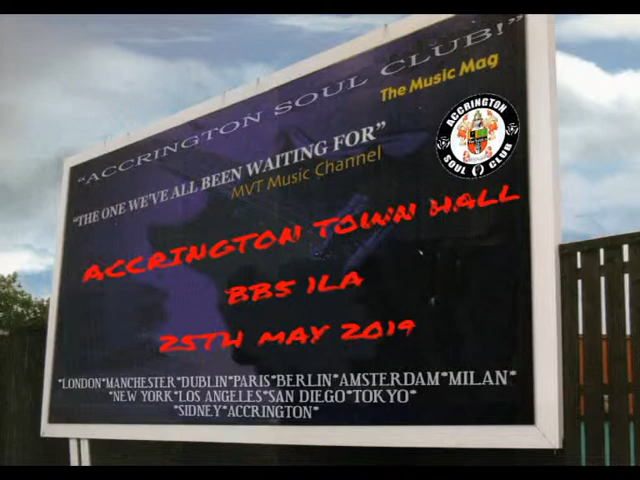 "ACCRINGTON SOUL CLUB!"
The Music Mag
"THE ONE WE'VE ALL BEEN WAITING FOR"
MVT Music Channel
ACCRINGTON
SOUL CLUB
ACCRINGTON TOWN HALL
BB5 1LA
25TH MAY 2019
*LONDON*MANCHESTER*DUBLIN*PARIS*BERLIN*AMSTERDAM*MILAN*
*NEW YORK*LOS ANGELES*SAN DIEGO*TOKYO*
*SIDNEY*ACCRINGTON*